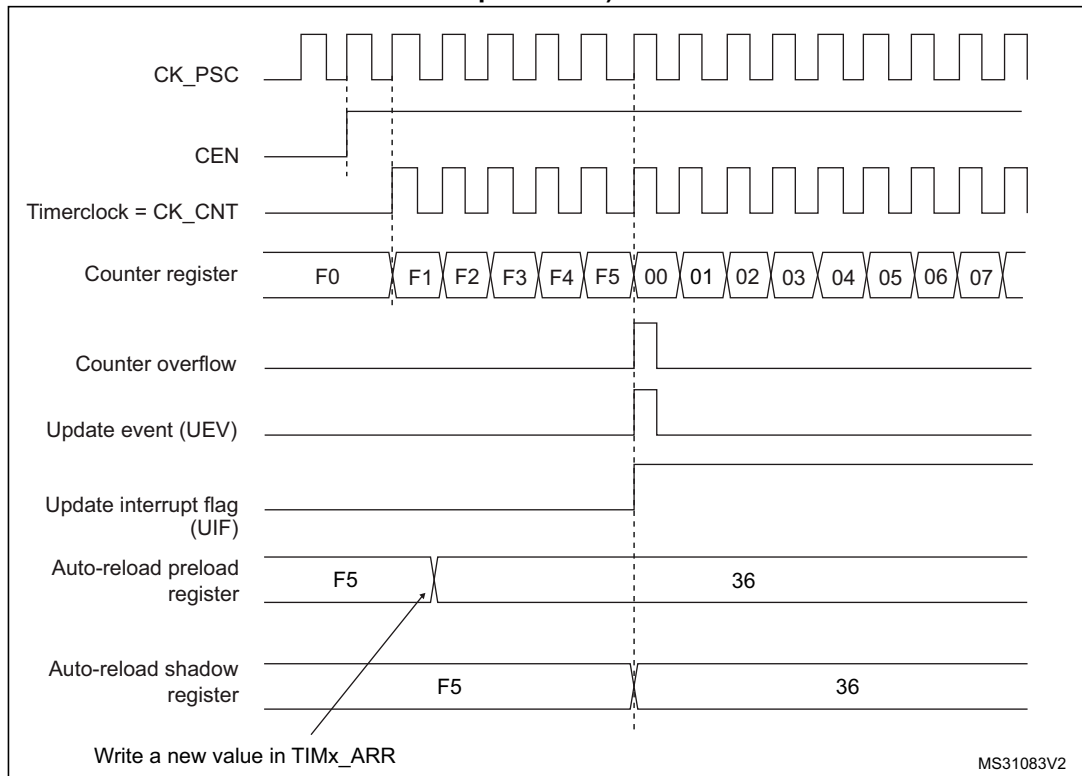 CK_PSC
CEN
Timerclock = CK_CNT
Counter register
F0 F1 F2 F3 F4 F5 00 01 02 03 04 05 06 07
Counter overflow
Update event (UEV)
Update interrupt flag
(UIF)
Auto-reload preload
register
F5 36
Auto-reload shadow
register
F5 36
Write a new value in TIMx_ARR
MS31083V2